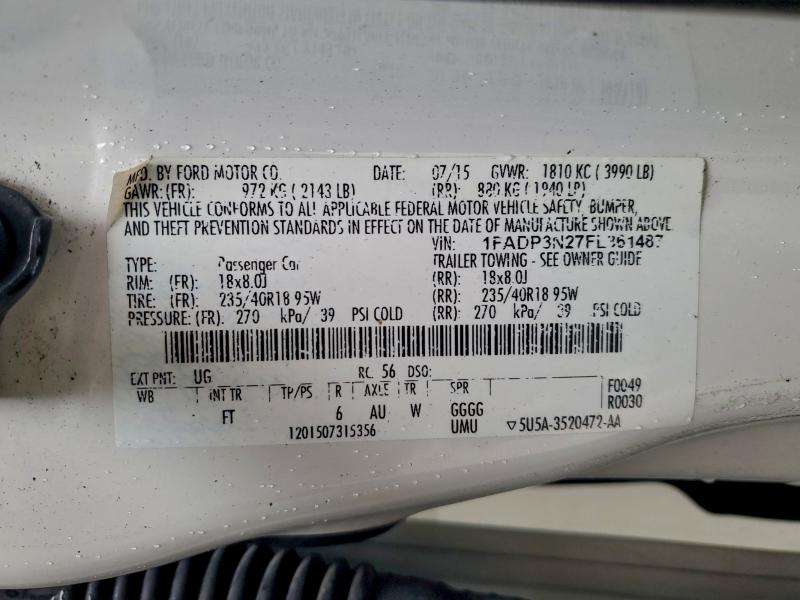 MFD. BY FORD MOTOR CO. DATE: 07/15 GVWR: 1810 KG ( 3990 LB)
GAWR: (FR): 972 KG ( 2143 LB) (RR): 880 KG ( 1940 LB)
THIS VEHICLE CONFORMS TO ALL APPLICABLE FEDERAL MOTOR VEHICLE SAFETY, BUMPER,
AND THEFT PREVENTION STANDARDS IN EFFECT ON THE DATE OF MANUFACTURE SHOWN ABOVE.
VIN: 1FADP3N27FL361487
TYPE: Passenger Car TRAILER TOWING - SEE OWNER GUIDE
RIM: (FR): 18x8.0J (RR): 18x8.0J
TIRE: (FR): 235/40R18 95W (RR): 235/40R18 95W
PRESSURE: (FR): 270 kPa/ 39 PSI COLD (RR): 270 kPa/ 39 PSI COLD
EXT PNT: UG RC: 56 DSO:
WB INT TR TP/PS R AXLE TR SPR F0049
FT 6 AU W GGGG R0030
1201507315356 UMU ▽5U5A-3520472-AA